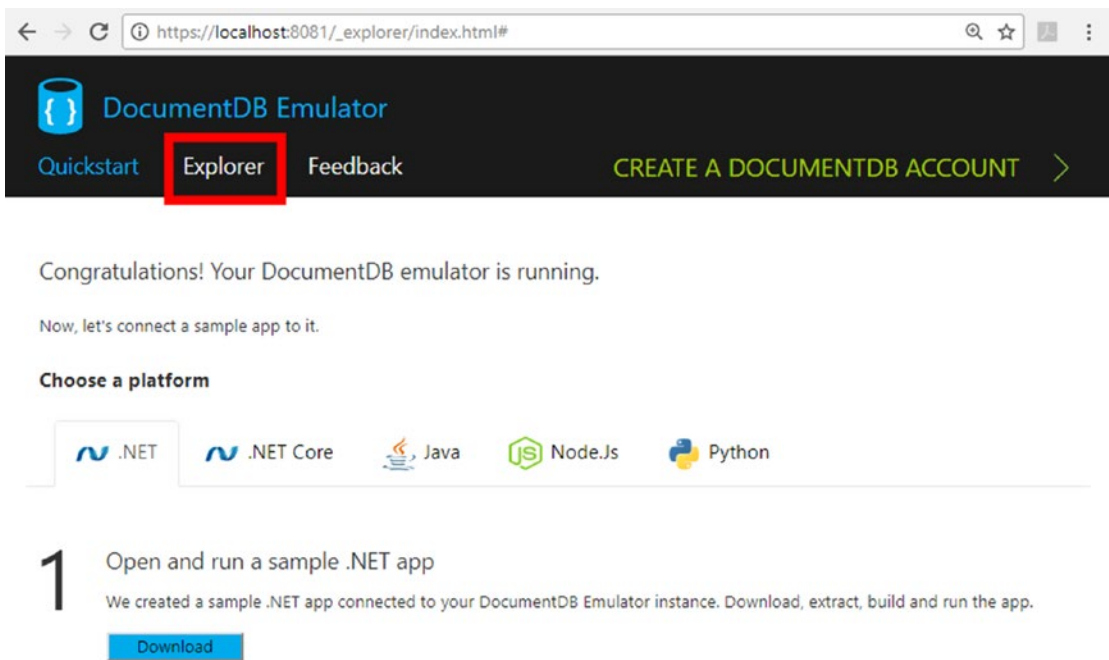 https://localhost:8081/_explorer/index.html#
{ }
DocumentDB Emulator
Quickstart Explorer Feedback CREATE A DOCUMENTDB ACCOUNT >
Congratulations! Your DocumentDB emulator is running.
Now, let's connect a sample app to it.
Choose a platform
.NET .NET Core Java JS Node.Js Python
1 Open and run a sample .NET app
We created a sample .NET app connected to your DocumentDB Emulator instance. Download, extract, build and run the app.
Download